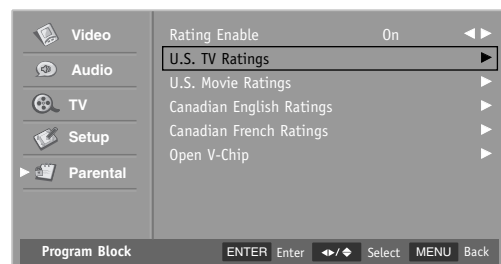 Video
Audio
TV
Setup
Parental
Rating Enable On
U.S. TV Ratings
U.S. Movie Ratings
Canadian English Ratings
Canadian French Ratings
Open V-Chip
Program Block ENTER Enter Select MENU Back